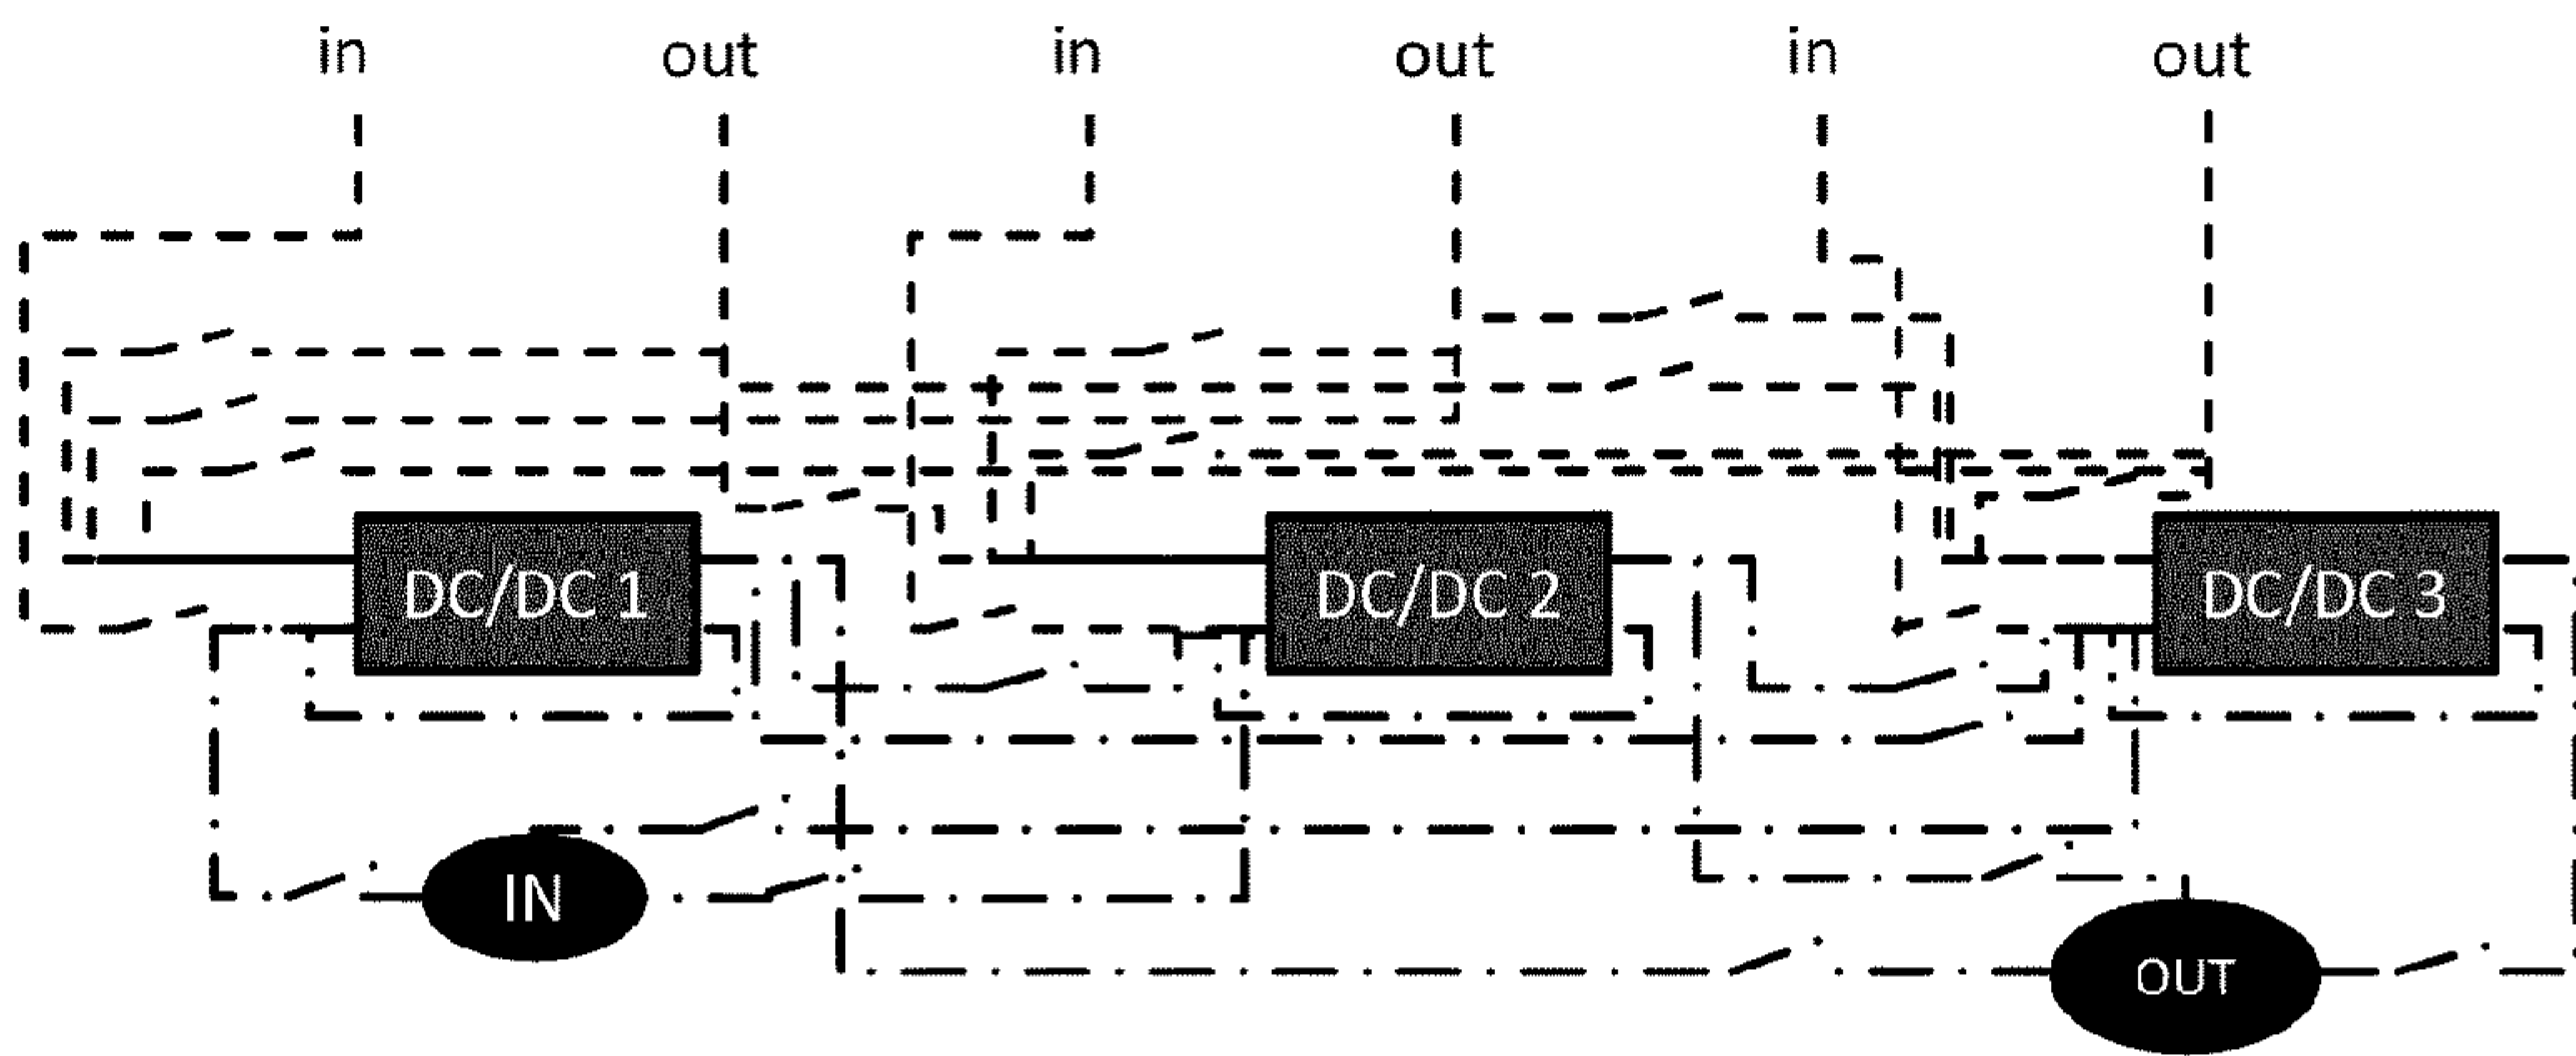 in out in out in out
DC/DC 1 DC/DC 2 DC/DC 3
IN
OUT